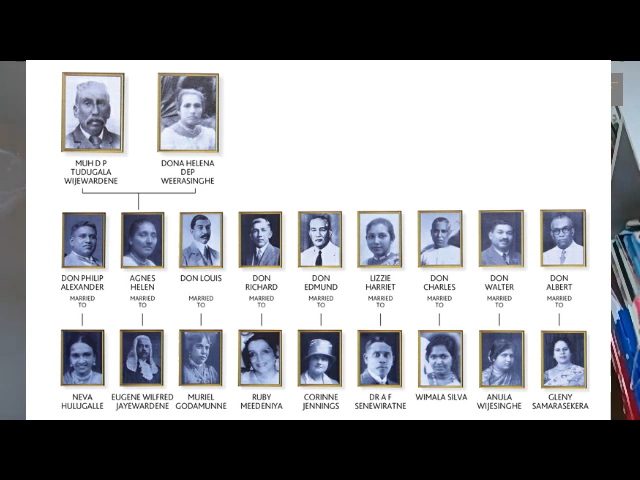 MUH D P
TUDUGALA
WIJEWARDENE
DONA HELENA
DEP
WEERASINGHE
DON PHILIP
ALEXANDER
AGNES
HELEN
DON LOUIS
DON
RICHARD
DON
EDMUND
LIZZIE
HARRIET
DON
CHARLES
DON
WALTER
DON
ALBERT
MARRIED
TO
MARRIED
TO
MARRIED
TO
MARRIED
TO
MARRIED
TO
MARRIED
TO
MARRIED
TO
MARRIED
TO
MARRIED
TO
NEVA
HULUGALLE
EUGENE WILFRED
JAYEWARDENE
MURIEL
GODAMUNNE
RUBY
MEEDENIYA
CORINNE
JENNINGS
DR A F
SENEWIRATNE
WIMALA SILVA
ANULA
WIJESINGHE
GLENY
SAMARASEKERA